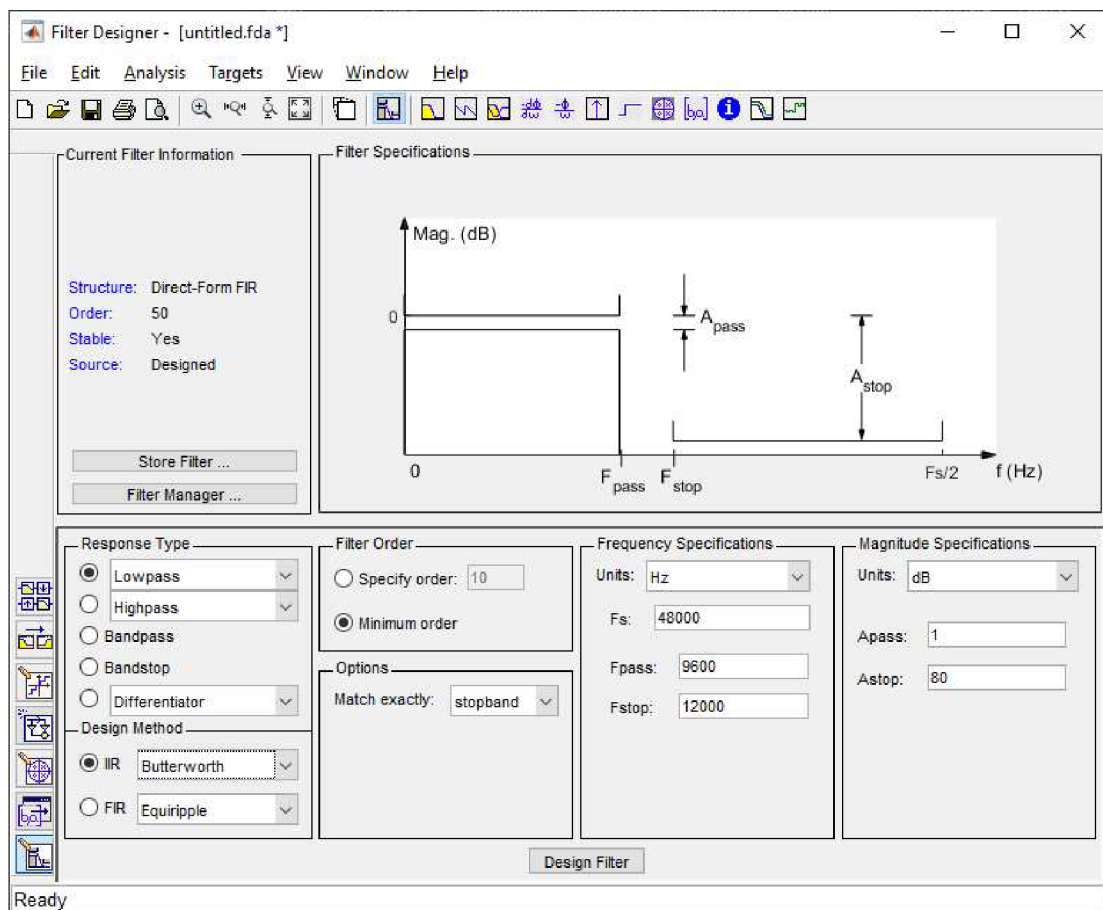 Filter Designer - [untitled.fda *]
File Edit Analysis Targets View Window Help
Current Filter Information
Structure: Direct-Form FIR
Order: 50
Stable: Yes
Source: Designed
Store Filter ...
Filter Manager ...
Filter Specifications
Mag. (dB)
0
A pass
A stop
0
F pass
F stop
Fs/2
f (Hz)
Response Type
Lowpass
Highpass
Bandpass
Bandstop
Differentiator
Design Method
IIR Butterworth
FIR Equiripple
Filter Order
Specify order: 10
Minimum order
Options
Match exactly: stopband
Frequency Specifications
Units: Hz
Fs: 48000
Fpass: 9600
Fstop: 12000
Magnitude Specifications
Units: dB
Apass: 1
Astop: 80
Design Filter
Ready